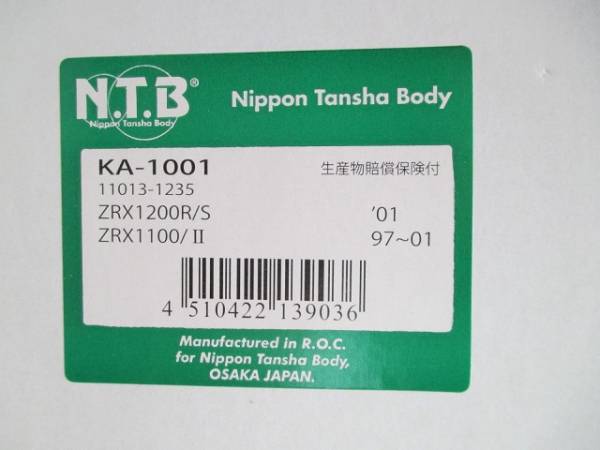 N.T.B®
Nippon Tansha Body
Nippon Tansha Body
KA-1001
生産物賠償保険付
11013-1235
ZRX1200R/S '01
ZRX1100/Ⅱ 97~01
4 510422 139036
Manufactured in R.O.C.
for Nippon Tansha Body,
OSAKA JAPAN.